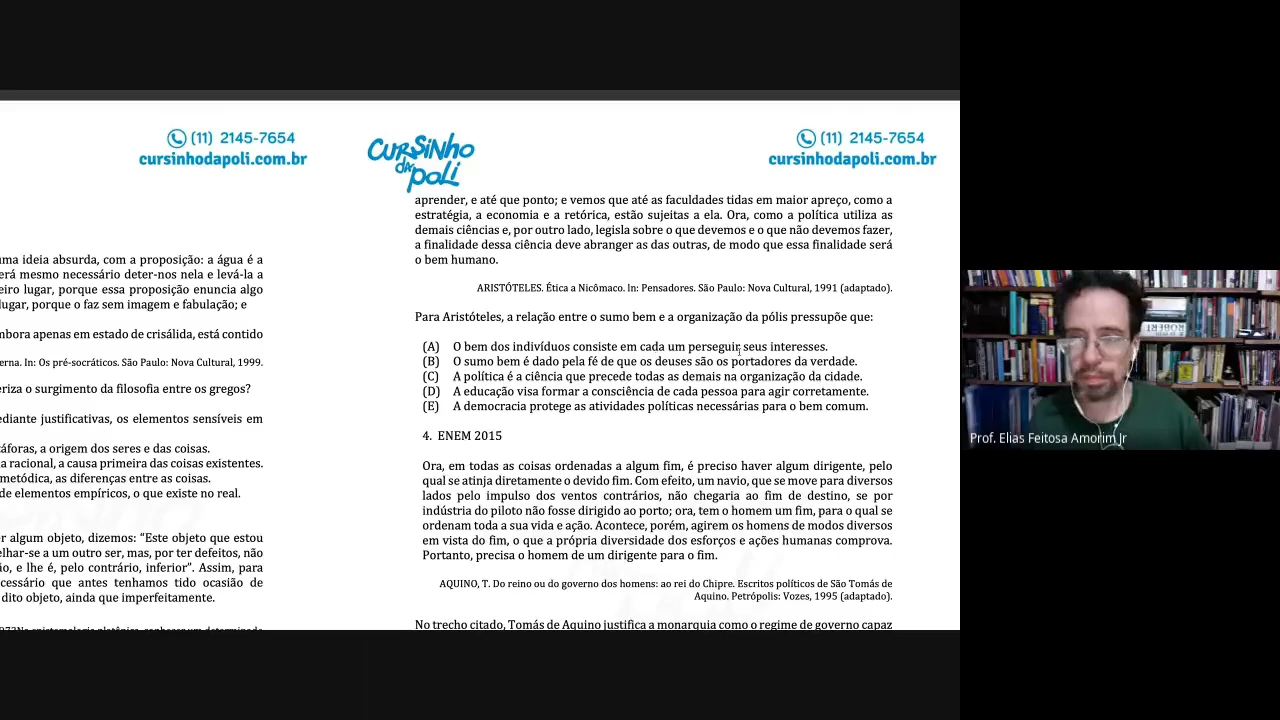 (11) 2145-7654
cursinhodapoli.com.br
uma ideia absurda, com a proposição: a água é a
erá mesmo necessário deter-nos nela e levá-la a
eiro lugar, porque essa proposição enuncia algo
lugar, porque o faz sem imagem e fabulação; e
mbora apenas em estado de crisálida, está contido
erna. In: Os pré-socráticos. São Paulo: Nova Cultural, 1999.
eriza o surgimento da filosofia entre os gregos?
ediante justificativas, os elementos sensíveis em
áforas, a origem dos seres e das coisas.
a racional, a causa primeira das coisas existentes.
metódica, as diferenças entre as coisas.
de elementos empíricos, o que existe no real.
er algum objeto, dizemos: “Este objeto que estou
elhar-se a um outro ser, mas, por ter defeitos, não
ão, e lhe é, pelo contrário, inferior”. Assim, para
cessário que antes tenhamos tido ocasião de
dito objeto, ainda que imperfeitamente.
CURSINHO
DA
POLI
(11) 2145-7654
cursinhodapoli.com.br
aprender, e até que ponto; e vemos que até as faculdades tidas em maior apreço, como a
estratégia, a economia e a retórica, estão sujeitas a ela. Ora, como a política utiliza as
demais ciências e, por outro lado, legisla sobre o que devemos e o que não devemos fazer,
a finalidade dessa ciência deve abranger as das outras, de modo que essa finalidade será
o bem humano.
ARISTÓTELES. Ética a Nicômaco. In: Pensadores. São Paulo: Nova Cultural, 1991 (adaptado).
Para Aristóteles, a relação entre o sumo bem e a organização da pólis pressupõe que:
(A) O bem dos indivíduos consiste em cada um perseguir seus interesses.
(B) O sumo bem é dado pela fé de que os deuses são os portadores da verdade.
(C) A política é a ciência que precede todas as demais na organização da cidade.
(D) A educação visa formar a consciência de cada pessoa para agir corretamente.
(E) A democracia protege as atividades políticas necessárias para o bem comum.
4. ENEM 2015
Ora, em todas as coisas ordenadas a algum fim, é preciso haver algum dirigente, pelo
qual se atinja diretamente o devido fim. Com efeito, um navio, que se move para diversos
lados pelo impulso dos ventos contrários, não chegaria ao fim de destino, se por
indústria do piloto não fosse dirigido ao porto; ora, tem o homem um fim, para o qual se
ordenam toda a sua vida e ação. Acontece, porém, agirem os homens de modos diversos
em vista do fim, o que a própria diversidade dos esforços e ações humanas comprova.
Portanto, precisa o homem de um dirigente para o fim.
AQUINO, T. Do reino ou do governo dos homens: ao rei do Chipre. Escritos políticos de São Tomás de
Aquino. Petrópolis: Vozes, 1995 (adaptado).
No trecho citado, Tomás de Aquino justifica a monarquia como o regime de governo capaz
Prof. Elias Feitosa Amorim Jr